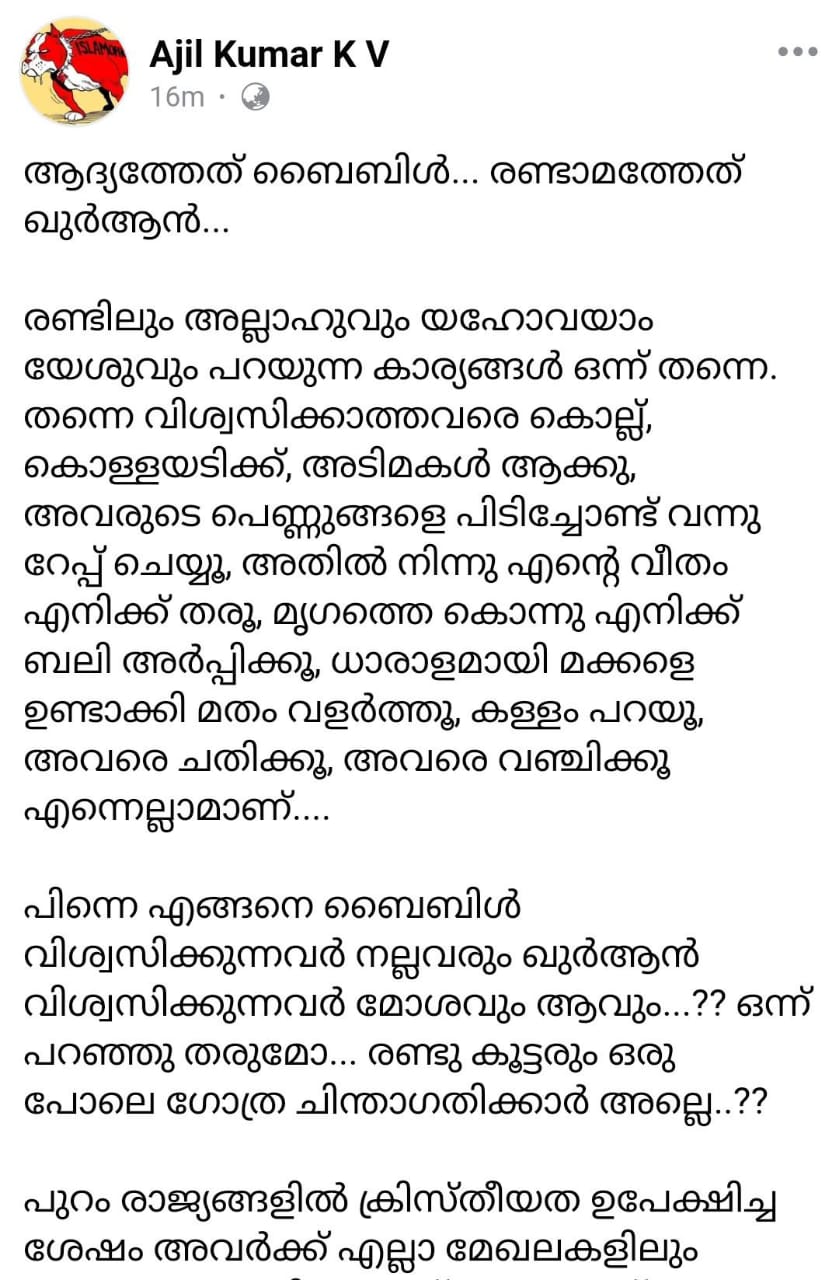 ISLAMOPH
Ajil Kumar K V
16m ·
ആദ്യത്തേത് ബൈബിൾ... രണ്ടാമത്തേത്
ഖുർആൻ...
രണ്ടിലും അല്ലാഹുവും യഹോവയാം
യേശുവും പറയുന്ന കാര്യങ്ങൾ ഒന്ന് തന്നെ.
തന്നെ വിശ്വസിക്കാത്തവരെ കൊല്ല്,
കൊള്ളയടിക്ക്, അടിമകൾ ആക്കു,
അവരുടെ പെണ്ണുങ്ങളെ പിടിച്ചോണ്ട് വന്നു
റേപ്പ് ചെയ്യൂ, അതിൽ നിന്നു എന്റെ വീതം
എനിക്ക് തരൂ, മൃഗത്തെ കൊന്നു എനിക്ക്
ബലി അർപ്പിക്കൂ, ധാരാളമായി മക്കളെ
ഉണ്ടാക്കി മതം വളർത്തൂ, കള്ളം പറയൂ,
അവരെ ചതിക്കൂ, അവരെ വഞ്ചിക്കൂ
എന്നെല്ലാമാണ്....
പിന്നെ എങ്ങനെ ബൈബിൾ
വിശ്വസിക്കുന്നവർ നല്ലവരും ഖുർആൻ
വിശ്വസിക്കുന്നവർ മോശവും ആവും...?? ഒന്ന്
പറഞ്ഞു തരുമോ... രണ്ടു കൂട്ടരും ഒരു
പോലെ ഗോത്ര ചിന്താഗതിക്കാർ അല്ലെ..??
പുറം രാജ്യങ്ങളിൽ ക്രിസ്തീയത ഉപേക്ഷിച്ച
ശേഷം അവർക്ക് എല്ലാ മേഖലകളിലും